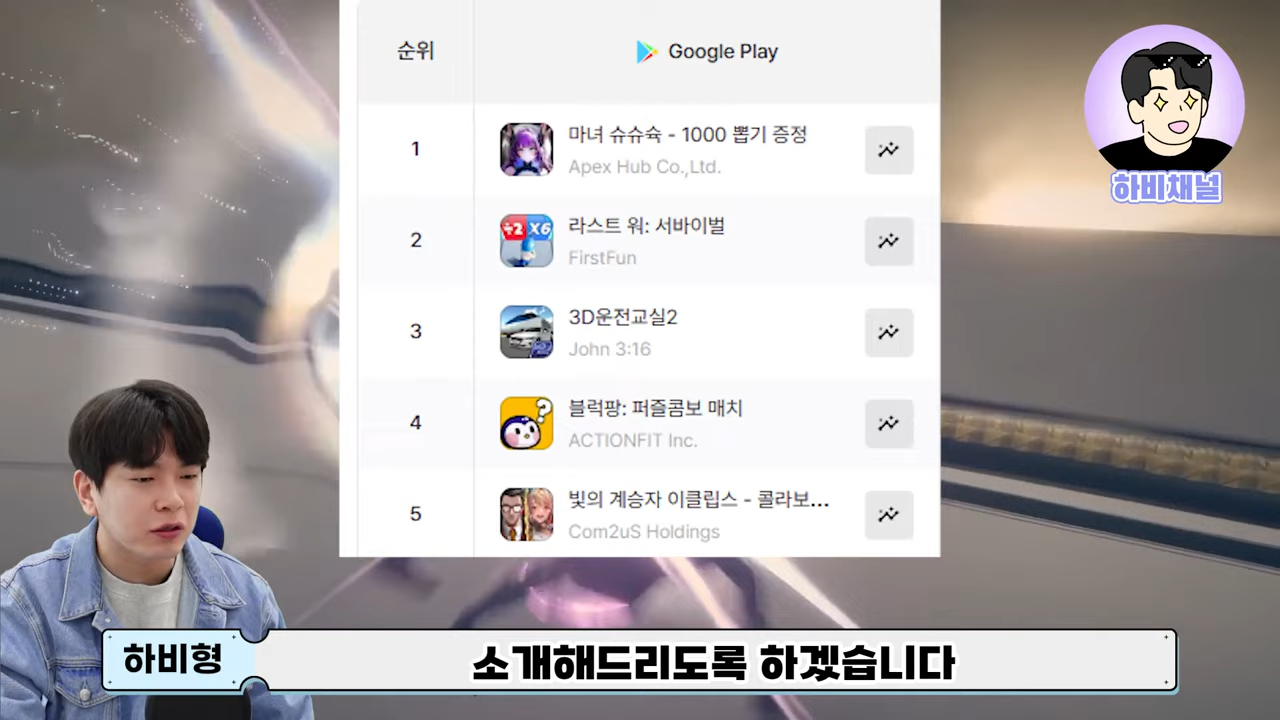 순위
Google Play
1
마녀 슈슈슉 - 1000 뽑기 증정
Apex Hub Co.,Ltd.
2
÷2 X6
라스트 워: 서바이벌
FirstFun
3
3D운전교실2
John 3:16
4
?
블럭팡: 퍼즐콤보 매치
ACTIONFIT Inc.
5
빛의 계승자 이클립스 - 콜라보...
Com2uS Holdings
하비채널
하비형
소개해드리도록 하겠습니다